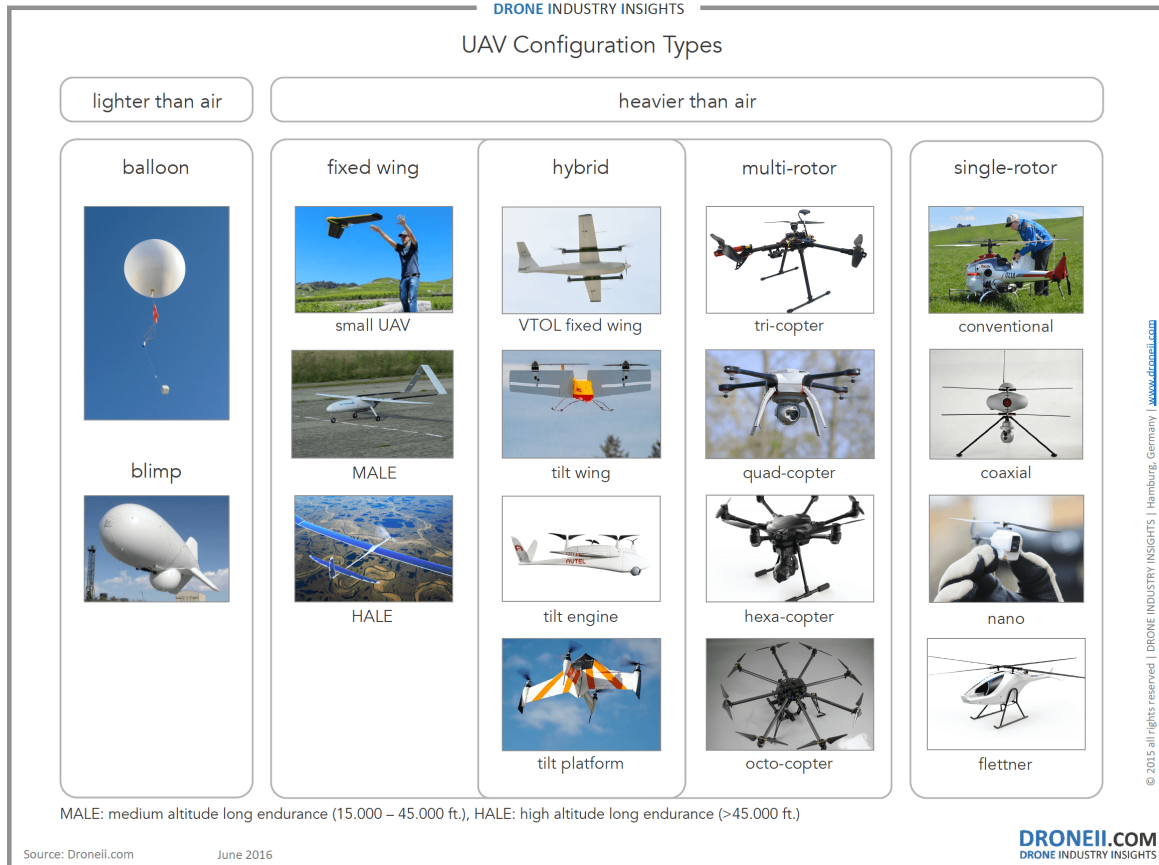 DRONE INDUSTRY INSIGHTS
UAV Configuration Types
lighter than air
heavier than air
balloon
fixed wing
hybrid
multi-rotor
single-rotor
small UAV
VTOL fixed wing
tri-copter
conventional
blimp
MALE
tilt wing
quad-copter
coaxial
AUTEL
HALE
tilt engine
hexa-copter
nano
tilt platform
octo-copter
flettner
MALE: medium altitude long endurance (15.000 – 45.000 ft.), HALE: high altitude long endurance (>45.000 ft.)
Source: Droneii.com
June 2016
DRONEII.COM
DRONE INDUSTRY INSIGHTS
© 2015 all rights reserved | DRONE INDUSTRY INSIGHTS | Hamburg, Germany | www.droneii.com